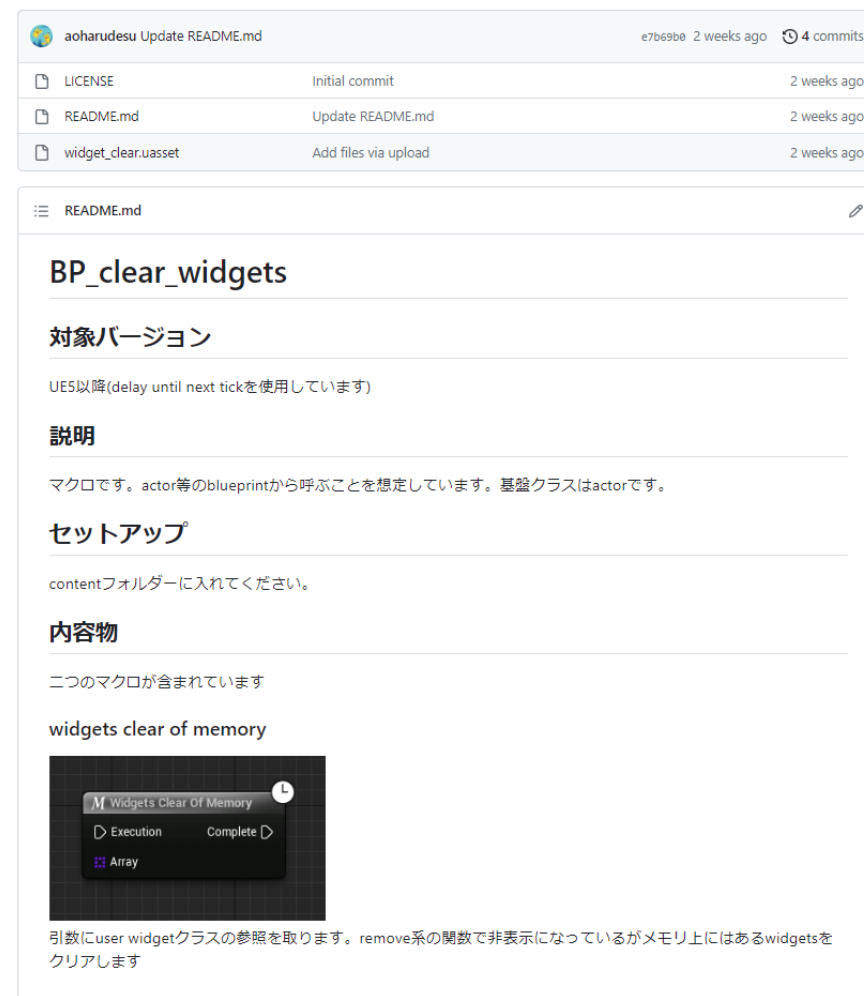 aoharudesu Update README.md e7b69b0 2 weeks ago 4 commits
LICENSE Initial commit 2 weeks ago
README.md Update README.md 2 weeks ago
widget_clear.uasset Add files via upload 2 weeks ago
README.md
BP_clear_widgets
対象バージョン
UE5以降(delay until next tickを使用しています)
説明
マクロです。actor等のblueprintから呼ぶことを想定しています。基盤クラスはactorです。
セットアップ
contentフォルダーに入れてください。
内容物
二つのマクロが含まれています
widgets clear of memory
M Widgets Clear Of Memory
Execution Complete
Array
引数にuser widgetクラスの参照を取ります。remove系の関数で非表示になっているがメモリ上にはあるwidgetsを
クリアします